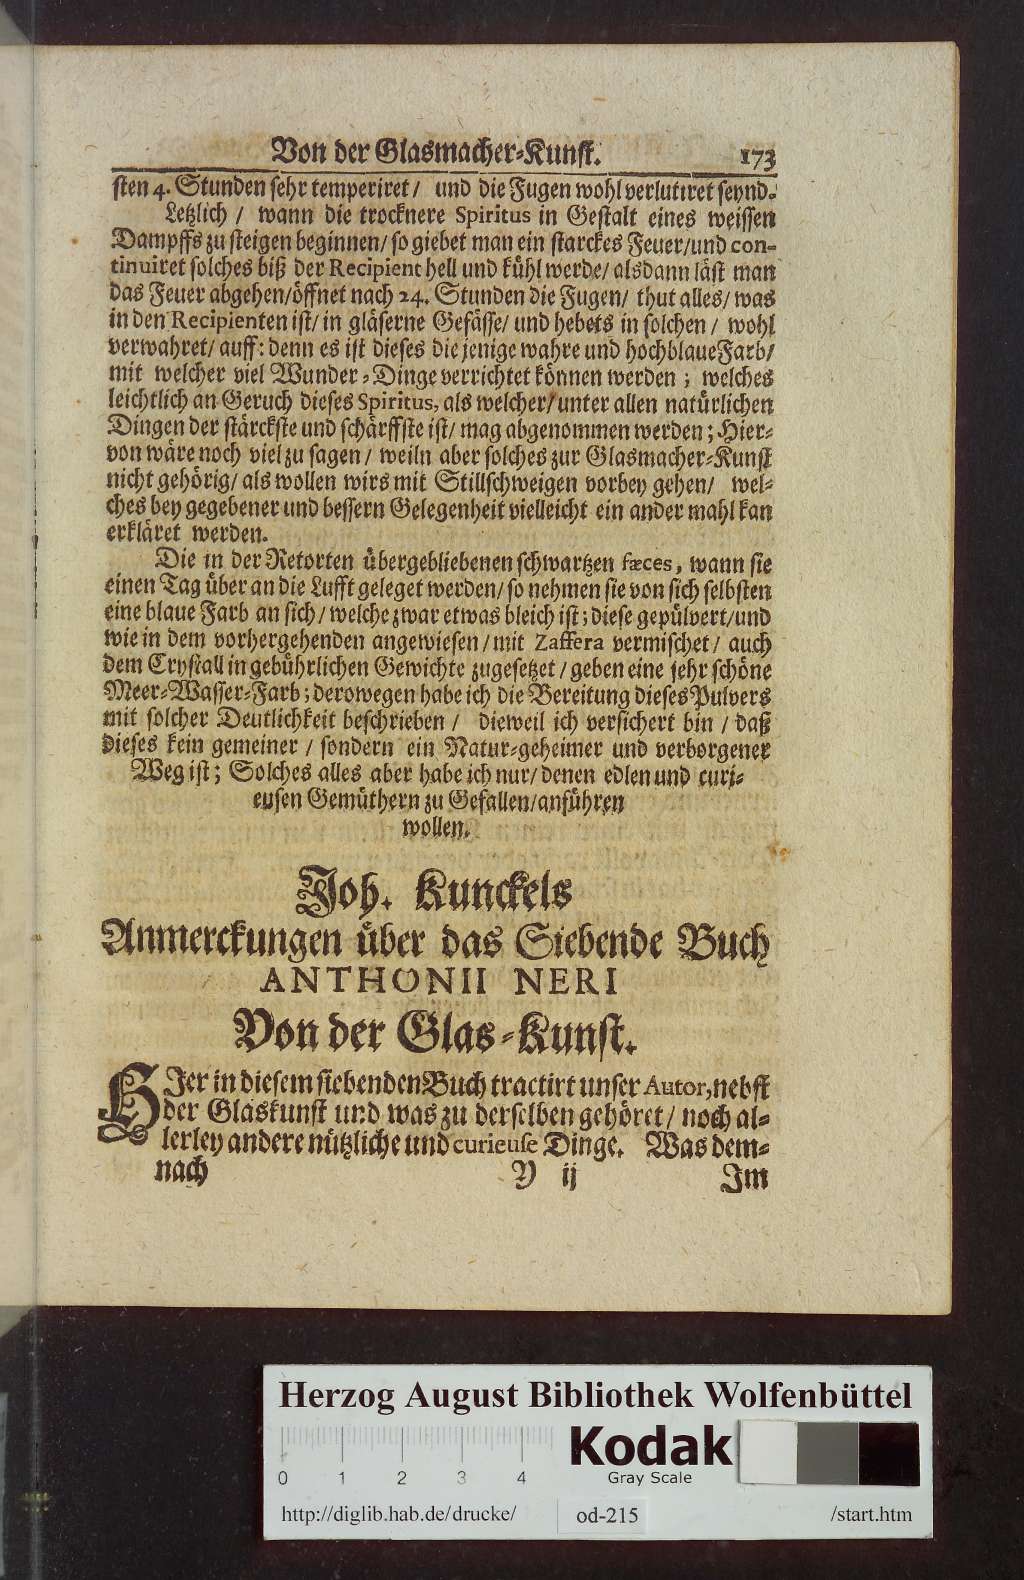 Von der Glasmacher-Kunst. 173
sten 4. Stunden sehr temperiret/ und die Fugen wohl verlutiret seynd.
Letzlich / wann die trocknere Spiritus in Gestalt eines weissen
Dampffs zu steigen beginnen/ so giebet man ein starckes Feuer/und con-
tinuiret solches biß der Recipient hell und kühl werde/ alsdann läst man
das Feuer abgehen/öffnet nach 24. Stunden die Fugen/ thut alles/ was
in den Recipienten ist/ in gläserne Gefässe/ und hebets in solchen / wohl
verwahret/ auff: denn es ist dieses die jenige wahre und hochblaue Farb/
mit welcher viel Wunder-Dinge verrichtet können werden ; welches
leichtlich an Geruch dieses Spiritus, als welcher/ unter allen natürlichen
Dingen der stärckste und schärffste ist/ mag abgenommen werden ; Hier-
von wäre noch viel zu sagen / weiln aber solches zur Glasmacher-Kunst
nicht gehörig/ als wollen wirs mit Stillschweigen vorbey gehen/ wel-
ches bey gegebener und bessern Gelegenheit vielleicht ein ander mahl kan
erkläret werden.
Die in der Retorten übergebliebenen schwartzen fæces, wann sie
einen Tag über an die Lufft geleget werden/ so nehmen sie von sich selbsten
eine blaue Farb an sich/ welche zwar etwas bleich ist; diese gepülvert/und
wie in dem vorhergehenden angewiesen/mit Zaffera vermischet/ auch
dem Crystall in gebührlichen Gewichte zugesetzet/ geben eine sehr schöne
Meer-Wasser-Farb; derowegen habe ich die Bereitung dieses Pulvers
mit solcher Deutlichkeit beschrieben / dieweil ich versichert bin / daß
dieses kein gemeiner / sondern ein Natur-geheimer und verborgener
Weg ist; Solches alles aber habe ich nur/ denen edlen und curi-
eusen Gemüthern zu Gefallen/anführen
wollen.
Joh. Kunckels
Anmerckungen über das Siebende Buch
ANTHONII NERI
Von der Glas-Kunst.
HIer in diesem siebenden Buch tractirt unser Autor, nebst
der Glaskunst und was zu derselben gehöret/ noch al-
lerley andere nützliche und curieuse Dinge. Was dem-
nach Y ij Im
Herzog August Bibliothek Wolfenbüttel
0 1 2 3 4 Kodak
Gray Scale
http://diglib.hab.de/drucke/ od-215 /start.htm